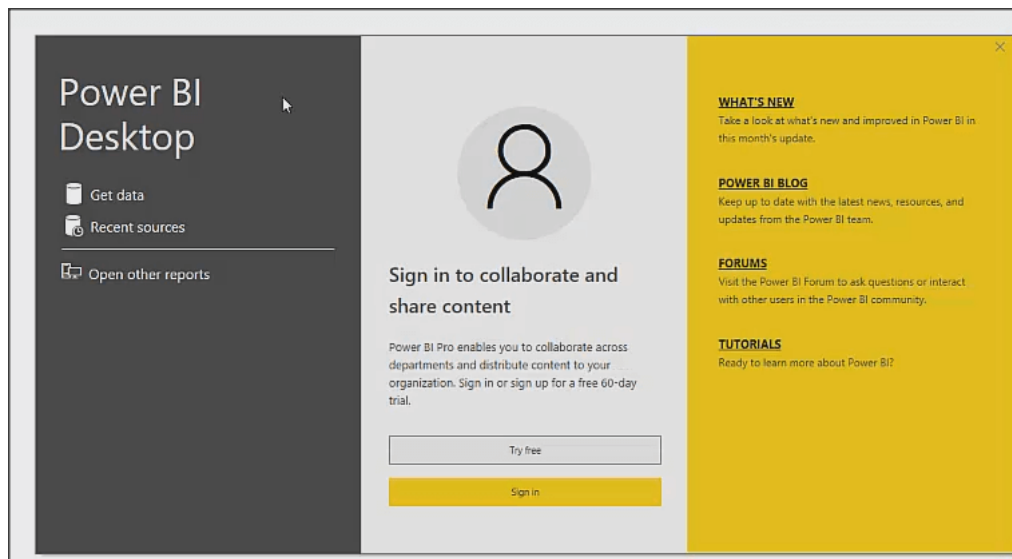 Power BI
Desktop
Get data
Recent sources
Open other reports
Sign in to collaborate and
share content
Power BI Pro enables you to collaborate across
departments and distribute content to your
organization. Sign in or sign up for a free 60-day
trial.
Try free
Sign in
WHAT'S NEW
Take a look at what's new and improved in Power BI in
this month's update.
POWER BI BLOG
Keep up to date with the latest news, resources, and
updates from the Power BI team.
FORUMS
Visit the Power BI Forum to ask questions or interact
with other users in the Power BI community.
TUTORIALS
Ready to learn more about Power BI?